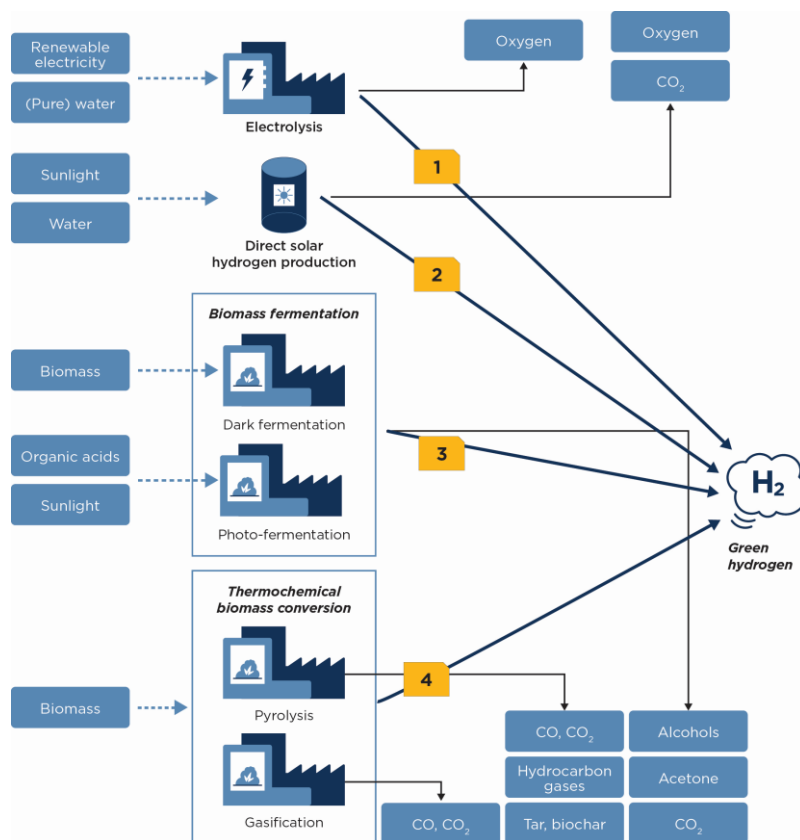 Renewable
electricity
(Pure) water
Electrolysis
Oxygen
Oxygen
CO₂
1
Sunlight
Water
Direct solar
hydrogen production
2
Biomass fermentation
Biomass
Dark fermentation
Organic acids
Sunlight
Photo-fermentation
3
H₂
Green
hydrogen
Thermochemical
biomass conversion
Biomass
Pyrolysis
4
Gasification
CO, CO₂
CO, CO₂
Hydrocarbon
gases
Tar, biochar
Alcohols
Acetone
CO₂